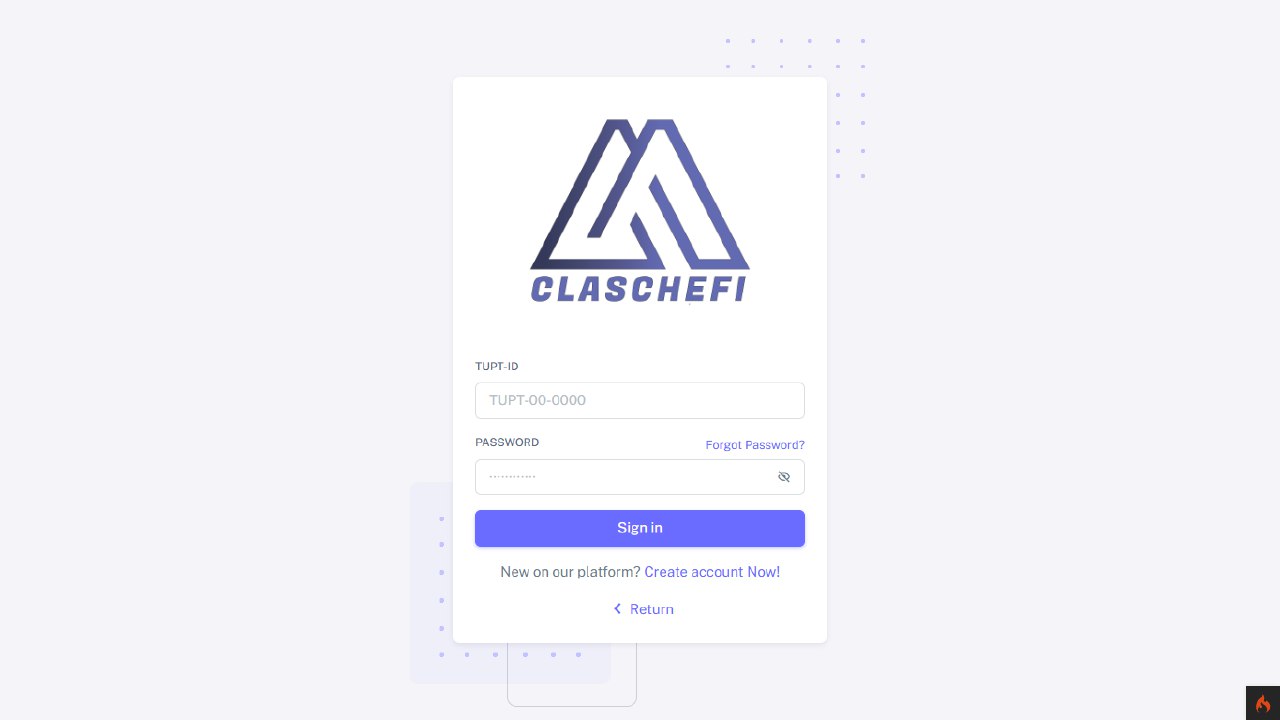 CLASCHEFI
TUPT-ID
TUPT-00-0000
PASSWORD Forgot Password?
Sign in
New on our platform? Create account Now!
Return